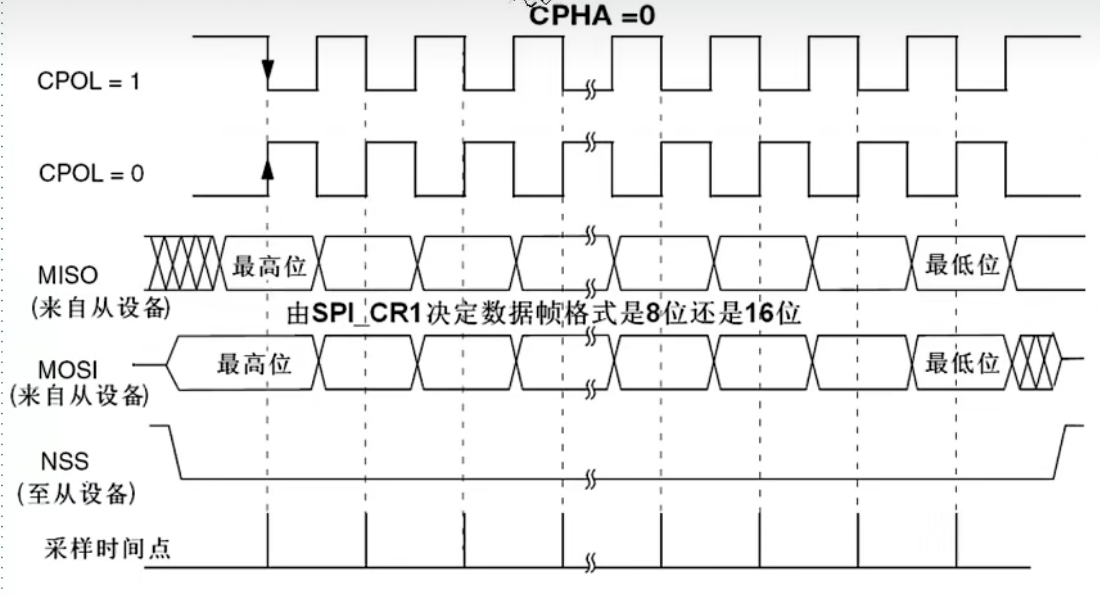 CPHA =0
CPOL = 1
CPOL = 0
MISO
(来自从设备)
最高位
最低位
由SPI_CR1决定数据帧格式是8位还是16位
MOSI
(来自从设备)
最高位
最低位
NSS
(至从设备)
采样时间点